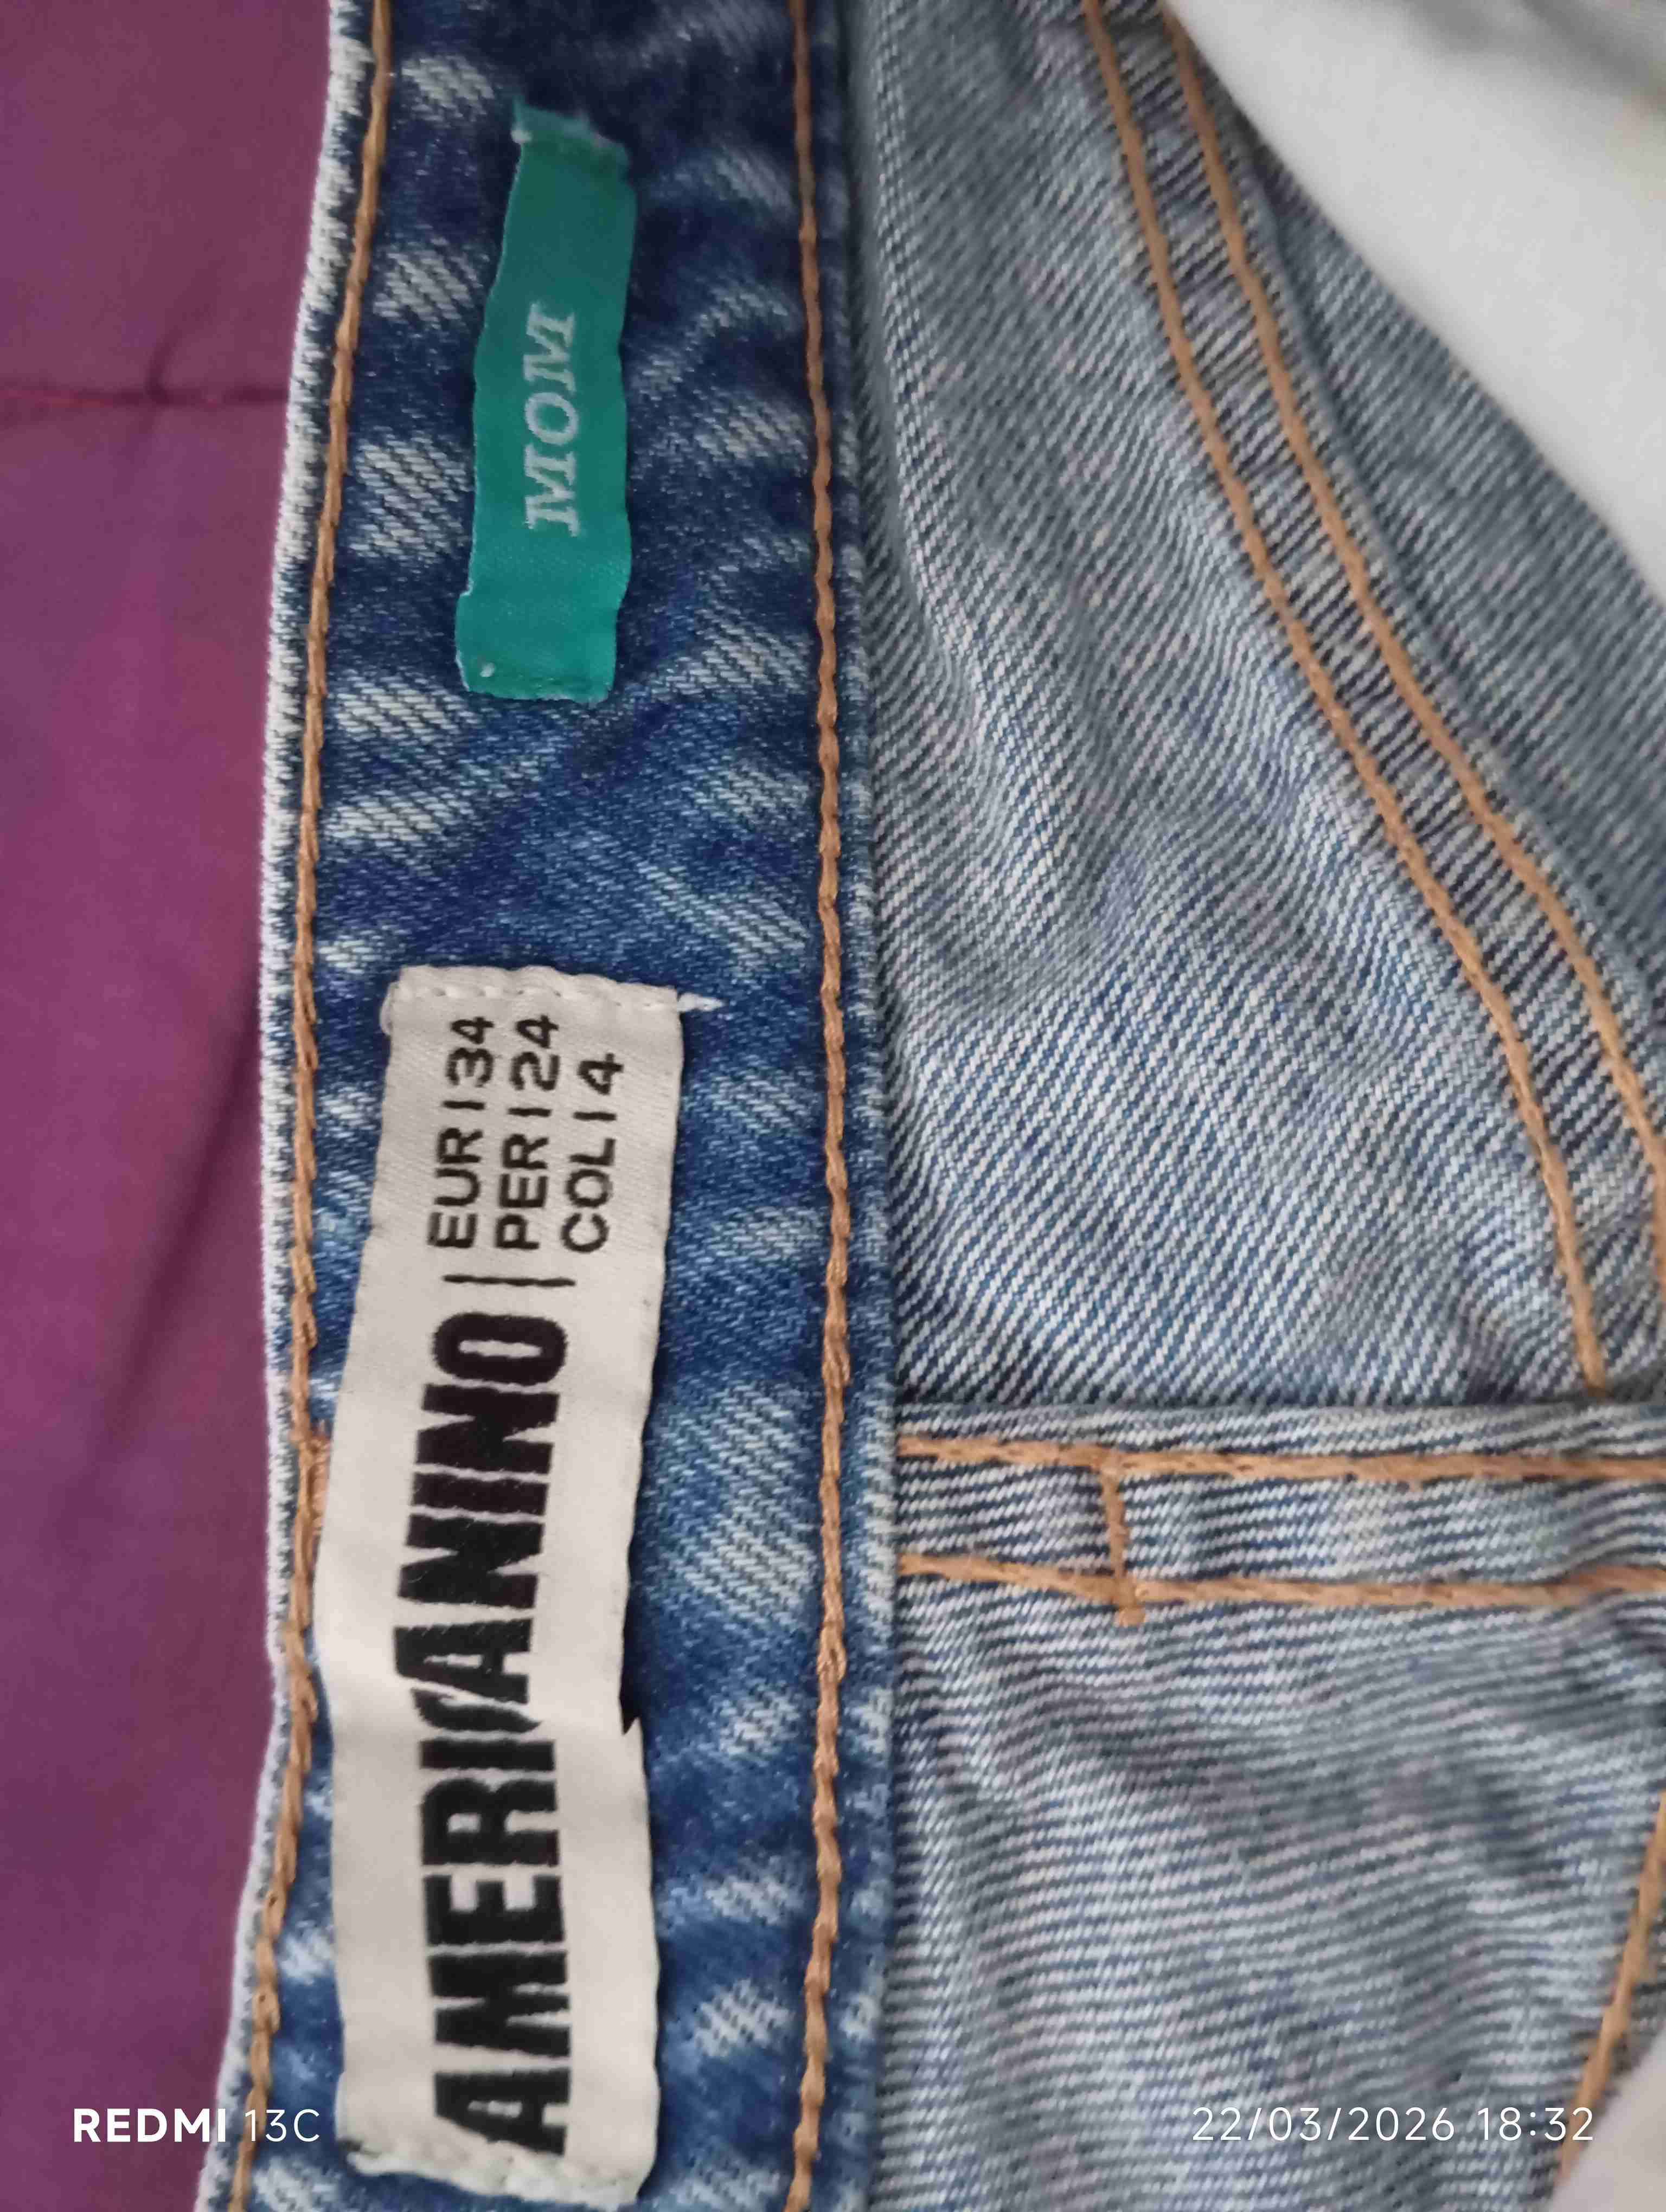 MOM
AMERICANINO
EUR | 34
PER | 24
COL | 4
REDMI 13C
22/03/2026 18:32